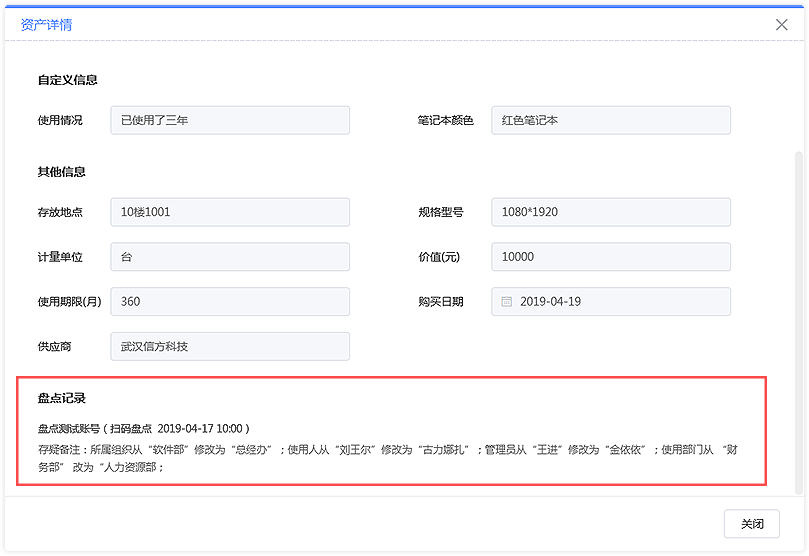 资产详情
自定义信息
使用情况 已使用了三年 笔记本颜色 红色笔记本
其他信息
存放地点 10楼1001 规格型号 1080*1920
计量单位 台 价值(元) 10000
使用期限(月) 360 购买日期 2019-04-19
供应商 武汉信方科技
盘点记录
盘点测试账号 ( 扫码盘点 2019-04-17 10:00 )
存疑备注：所属组织从“软件部”修改为“总经办”；使用人从“刘王尔”修改为“古力娜扎”；管理员从“王进”修改为“金依依”；使用部门从 “财
务部” 改为“人力资源部；
关闭